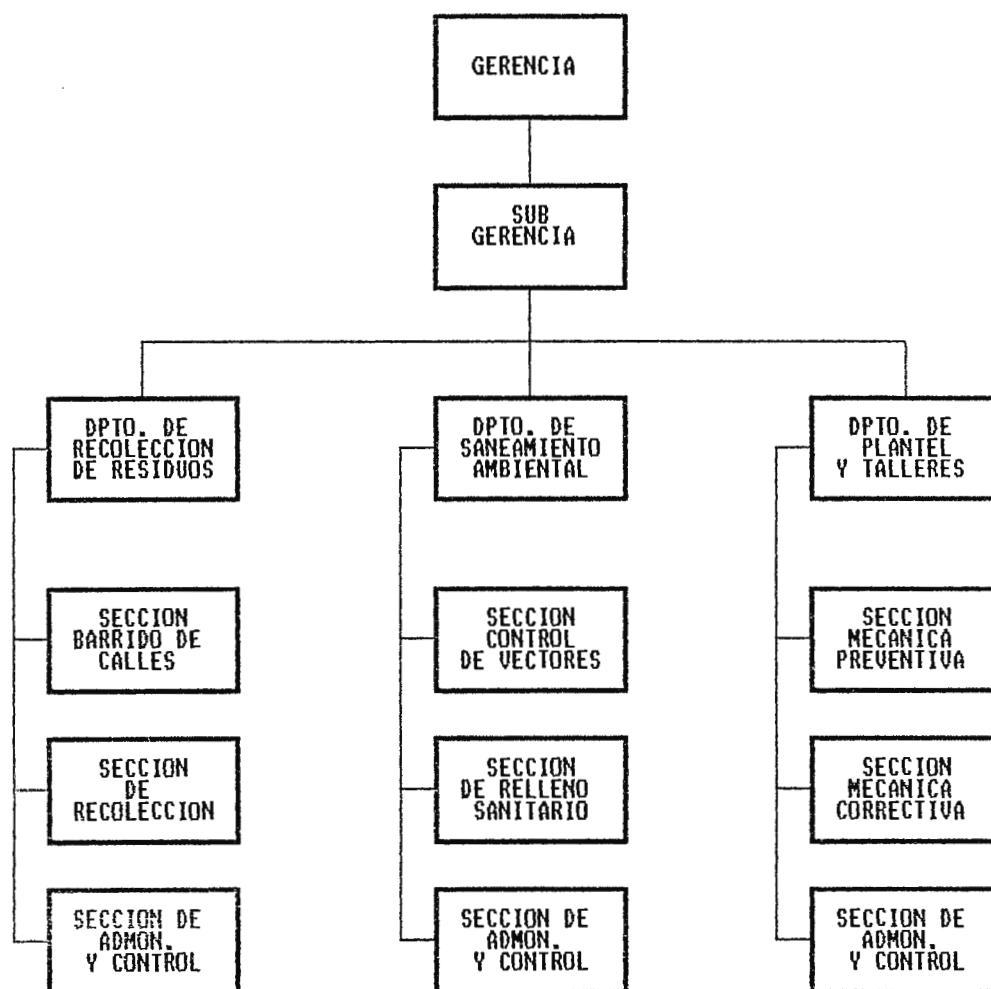 GERENCIA
SUB
GERENCIA
DPTO. DE
RECOLECCION
DE RESIDUOS
DPTO. DE
SANEAMIENTO
AMBIENTAL
DPTO. DE
PLANTEL
Y TALLERES
SECCION
BARRIDO DE
CALLES
SECCION
CONTROL
DE VECTORES
SECCION
MECANICA
PREVENTIVA
SECCION
DE
RECOLECCION
SECCION
DE RELLENO
SANITARIO
SECCION
MECANICA
CORRECTIVA
SECCION DE
ADMON.
Y CONTROL
SECCION DE
ADMON.
Y CONTROL
SECCION DE
ADMON.
Y CONTROL